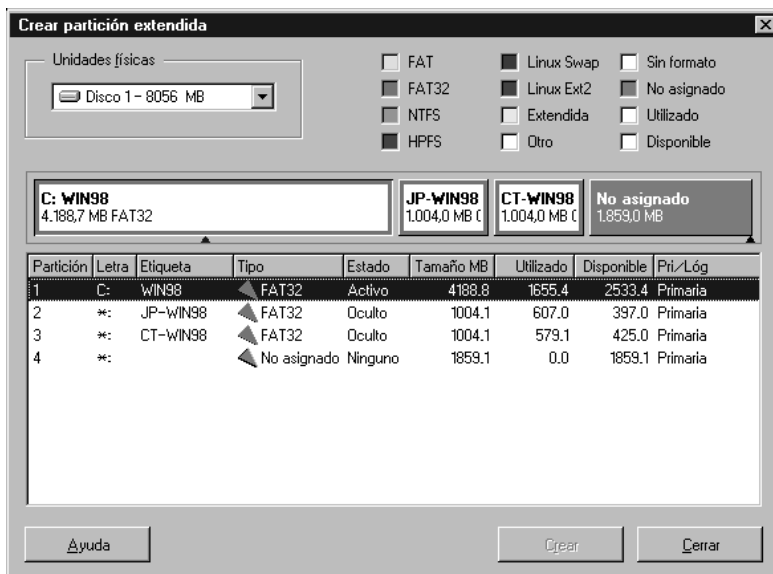 Crear partición extendida
Unidades físicas
Disco 1 - 8056 MB
FAT Linux Swap Sin formato
FAT32 Linux Ext2 No asignado
NTFS Extendida Utilizado
HPFS Otro Disponible
C: WIN98 JP-WIN98 CT-WIN98 No asignado
4.188,7 MB FAT32 1.004,0 MB ( 1.004,0 MB ( 1.859,0 MB
Partición Letra Etiqueta Tipo Estado Tamaño MB Utilizado Disponible Pri/Lóg
1 C: WIN98 FAT32 Activo 4188.8 1655.4 2533.4 Primaria
2 *: JP-WIN98 FAT32 Oculto 1004.1 607.0 397.0 Primaria
3 *: CT-WIN98 FAT32 Oculto 1004.1 579.1 425.0 Primaria
4 *: No asignado Ninguno 1859.1 0.0 1859.1 Primaria
Ayuda Crear Cerrar